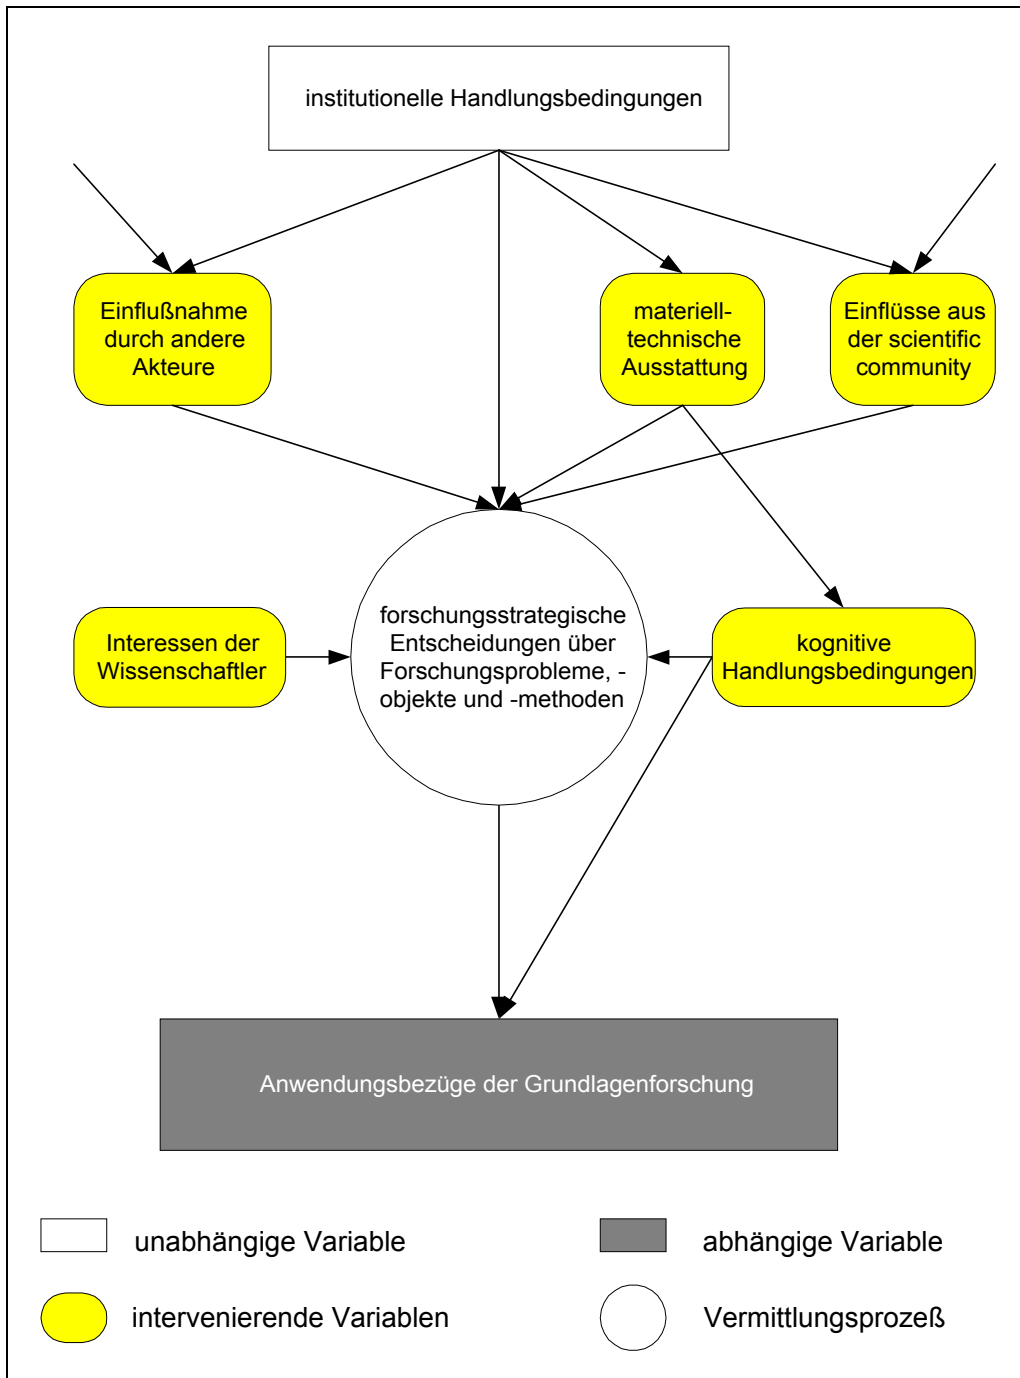 institutionelle Handlungsbedingungen
Einflußnahme
durch andere
Akteure
materiell-
technische
Ausstattung
Einflüsse aus
der scientific
community
forschungsstrategische
Entscheidungen über
Forschungsprobleme, -
objekte und -methoden
Interessen der
Wissenschaftler
kognitive
Handlungsbedingungen
Anwendungsbezüge der Grundlagenforschung
unabhängige Variable
abhängige Variable
intervenierende Variablen
Vermittlungsprozeß